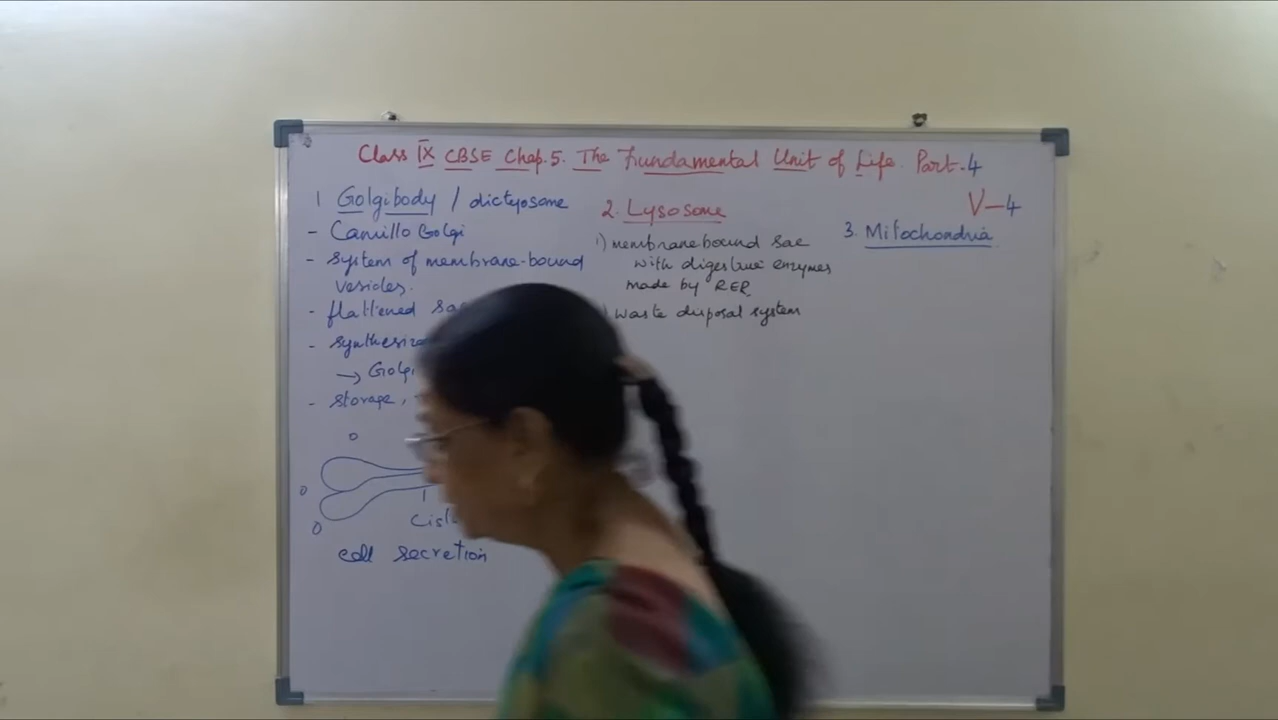 Class IX CBSE Chap. 5. The Fundamental Unit of Life. Part-4
V-4
1 Golgibody / dictyosome
- Camillo Golgi
- system of membrane-bound
vesicles.
- flattened
-
→
- storage,
cell secretion
2. Lysosome
1) membranebound sac
with digestive enzymes
made by RER
waste disposal system
3. Mitochondria